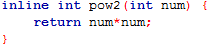 inline int pow2(int num) {
    return num*num;
}